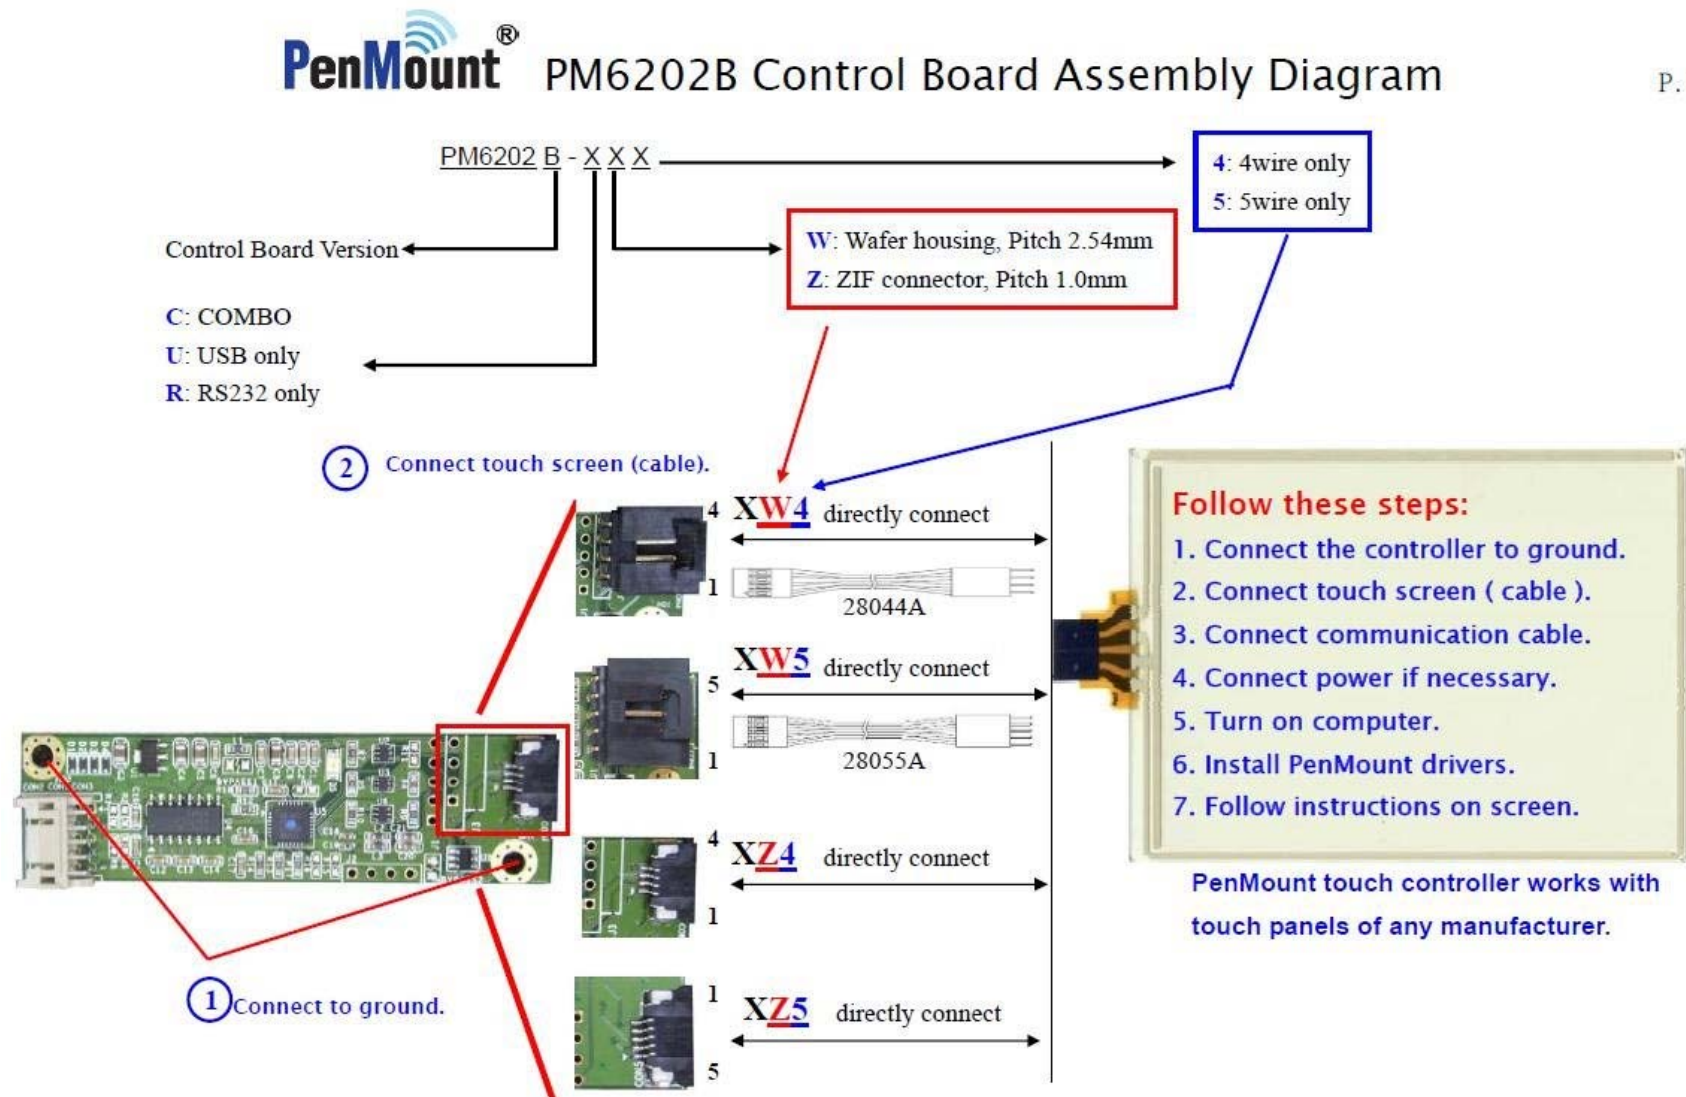 PenMount®
PM6202B Control Board Assembly Diagram
P.
PM6202 B - X X X
4: 4wire only
5: 5wire only
W: Wafer housing, Pitch 2.54mm
Z: ZIF connector, Pitch 1.0mm
Control Board Version
C: COMBO
U: USB only
R: RS232 only
2 Connect touch screen (cable).
4 XW4 directly connect
1
28044A
XW5 directly connect
5
1
28055A
4 XZ4 directly connect
1
J3
1 XZ5 directly connect
5
1 Connect to ground.
Follow these steps:
1. Connect the controller to ground.
2. Connect touch screen ( cable ).
3. Connect communication cable.
4. Connect power if necessary.
5. Turn on computer.
6. Install PenMount drivers.
7. Follow instructions on screen.
PenMount touch controller works with
touch panels of any manufacturer.